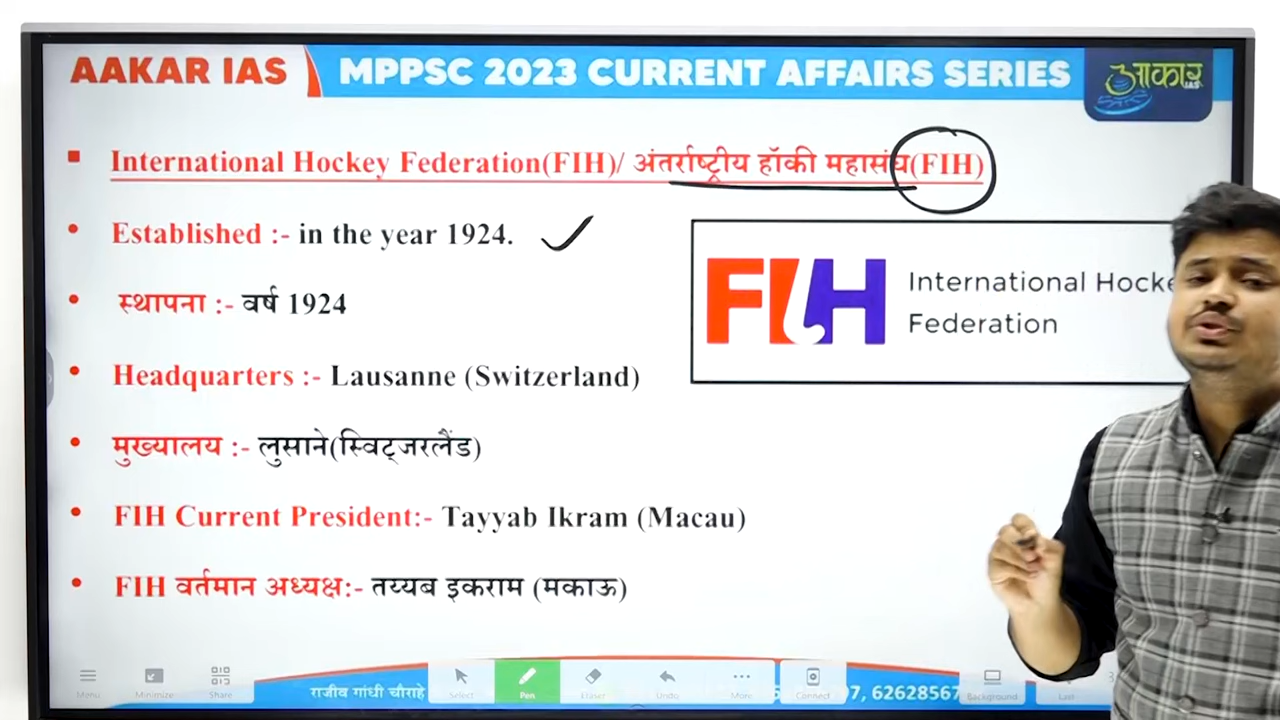 AAKAR IAS
MPPSC 2023 CURRENT AFFAIRS SERIES
आकार
IAS
▪ International Hockey Federation(FIH)/ अंतर्राष्ट्रीय हॉकी महासंघ(FIH)
• Established :- in the year 1924.
• स्थापना :- वर्ष 1924
FIH International Hocke
Federation
• Headquarters :- Lausanne (Switzerland)
• मुख्यालय :- लुसाने(स्विट्जरलैंड)
• FIH Current President:- Tayyab Ikram (Macau)
• FIH वर्तमान अध्यक्ष:- तय्यब इकराम (मकाऊ)
Menu Minimize Share Select Pen Eraser Undo More Connect Background Last
राजीव गांधी चौराहे 62628567